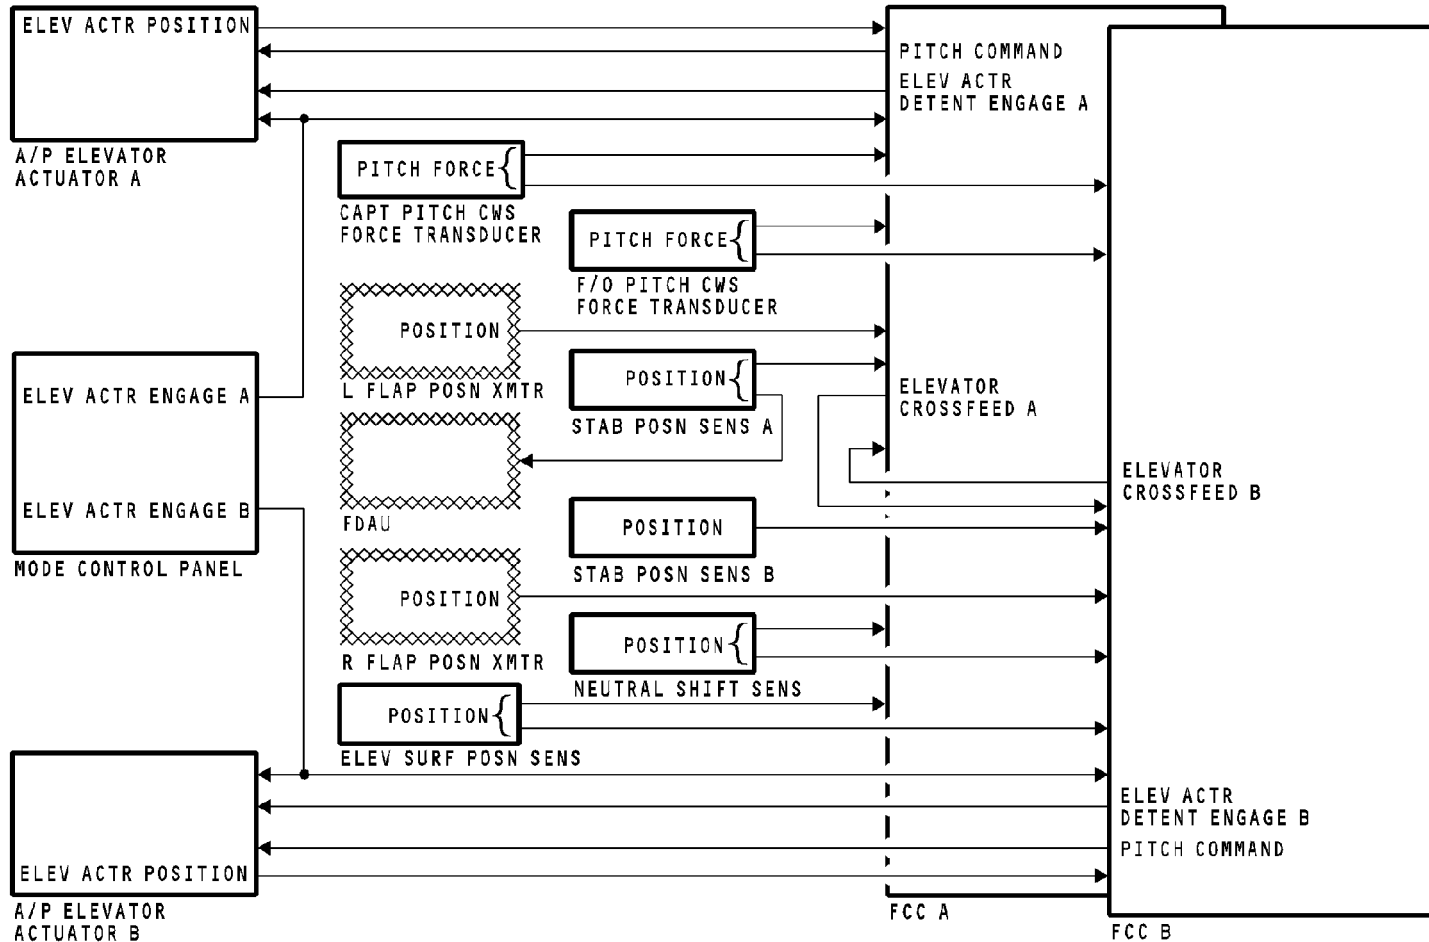 ELEV ACTR POSITION
A/P ELEVATOR
ACTUATOR A
PITCH COMMAND
ELEV ACTR
DETENT ENGAGE A
PITCH FORCE
CAPT PITCH CWS
FORCE TRANSDUCER
PITCH FORCE
F/O PITCH CWS
FORCE TRANSDUCER
POSITION
L FLAP POSN XMTR
POSITION
STAB POSN SENS A
ELEVATOR
CROSSFEED A
ELEV ACTR ENGAGE A
ELEV ACTR ENGAGE B
MODE CONTROL PANEL
FDAU
ELEVATOR
CROSSFEED B
POSITION
STAB POSN SENS B
POSITION
R FLAP POSN XMTR
POSITION
NEUTRAL SHIFT SENS
POSITION
ELEV SURF POSN SENS
ELEV ACTR
DETENT ENGAGE B
PITCH COMMAND
ELEV ACTR POSITION
A/P ELEVATOR
ACTUATOR B
FCC A
FCC B